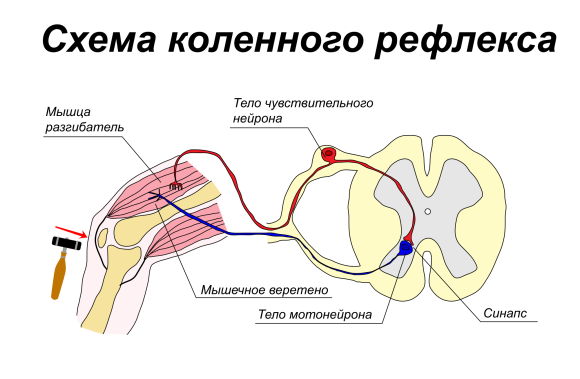 Схема коленного рефлекса
Тело чувствительного
нейрона
Мышца
разгибатель
Мышечное веретено
Тело мотонейрона
Синапс